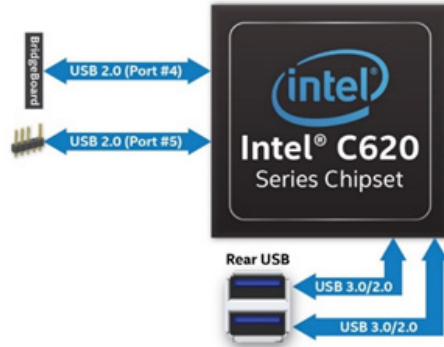 BridgeBoard
USB 2.0 (Port #4)
USB 2.0 (Port #5)
intel
Intel® C620
Series Chipset
Rear USB
USB 3.0/2.0
USB 3.0/2.0